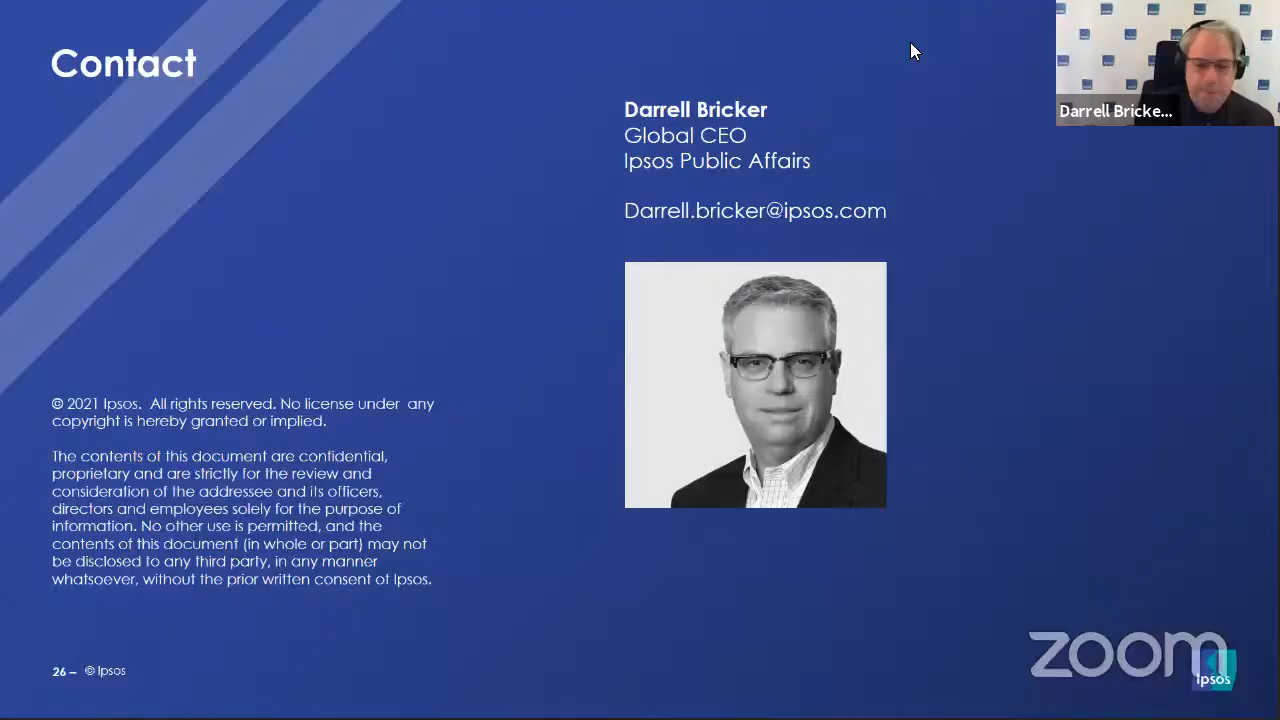 Contact
Darrell Bricker
Global CEO
Ipsos Public Affairs
Darrell.bricker@ipsos.com
Darrell Bricke...
© 2021 Ipsos. All rights reserved. No license under any
copyright is hereby granted or implied.
The contents of this document are confidential,
proprietary and are strictly for the review and
consideration of the addressee and its officers,
directors and employees solely for the purpose of
information. No other use is permitted, and the
contents of this document (in whole or part) may not
be disclosed to any third party, in any manner
whatsoever, without the prior written consent of Ipsos.
26 – © Ipsos
zoom
Ipsos